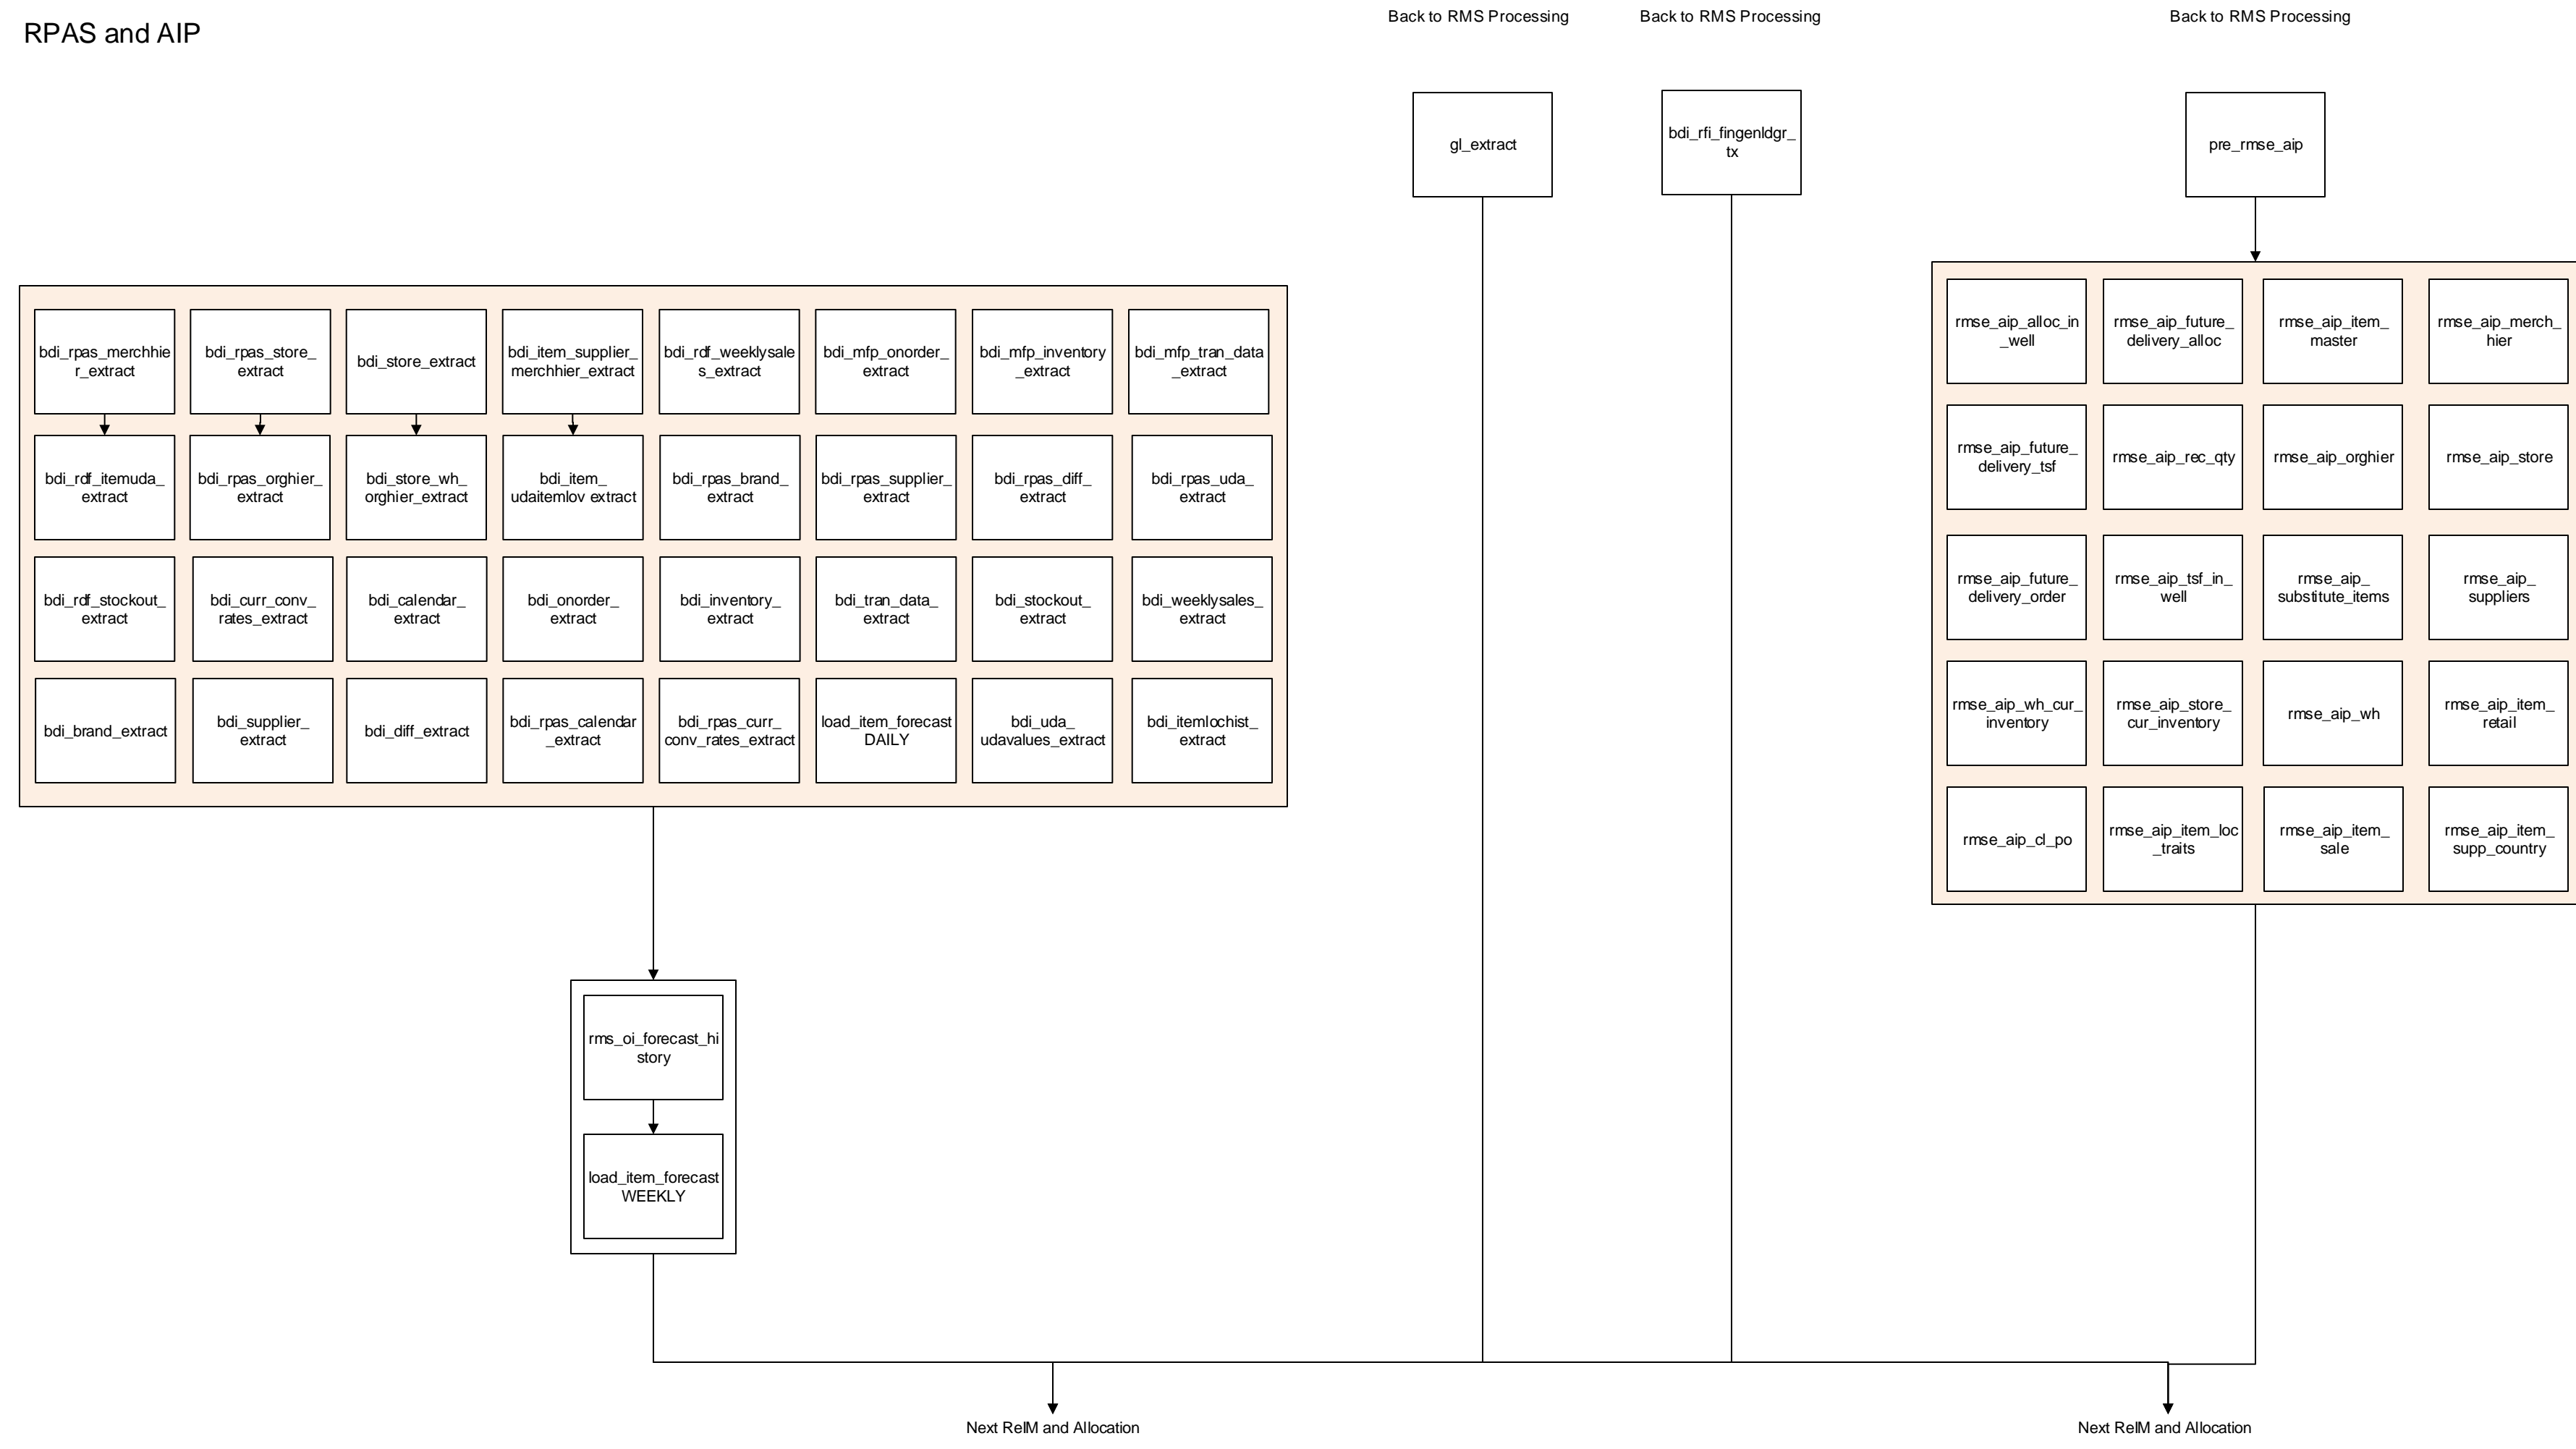 RPAS and AIP
Back to RMS Processing
Back to RMS Processing
Back to RMS Processing
gl_extract
bdi_rfi_fingenldgr_
tx
pre_rmse_aip
bdi_rpas_merchhie
r_extract
bdi_rpas_store_
extract
bdi_store_extract
bdi_item_supplier_
merchhier_extract
bdi_rdf_weeklysale
s_extract
bdi_mfp_onorder_
extract
bdi_mfp_inventory
_extract
bdi_mfp_tran_data
_extract
bdi_rdf_itemuda_
extract
bdi_rpas_orghier_
extract
bdi_store_wh_
orghier_extract
bdi_item_
udaitemlov extract
bdi_rpas_brand_
extract
bdi_rpas_supplier_
extract
bdi_rpas_diff_
extract
bdi_rpas_uda_
extract
bdi_rdf_stockout_
extract
bdi_curr_conv_
rates_extract
bdi_calendar_
extract
bdi_onorder_
extract
bdi_inventory_
extract
bdi_tran_data_
extract
bdi_stockout_
extract
bdi_weeklysales_
extract
bdi_brand_extract
bdi_supplier_
extract
bdi_diff_extract
bdi_rpas_calendar
_extract
bdi_rpas_curr_
conv_rates_extract
load_item_forecast
DAILY
bdi_uda_
udavalues_extract
bdi_itemlochist_
extract
rmse_aip_alloc_in
_well
rmse_aip_future_
delivery_alloc
rmse_aip_item_
master
rmse_aip_merch_
hier
rmse_aip_future_
delivery_tsf
rmse_aip_rec_qty
rmse_aip_orghier
rmse_aip_store
rmse_aip_future_
delivery_order
rmse_aip_tsf_in_
well
rmse_aip_
substitute_items
rmse_aip_
suppliers
rmse_aip_wh_cur_
inventory
rmse_aip_store_
cur_inventory
rmse_aip_wh
rmse_aip_item_
retail
rmse_aip_cl_po
rmse_aip_item_loc
_traits
rmse_aip_item_
sale
rmse_aip_item_
supp_country
rms_oi_forecast_hi
story
load_item_forecast
WEEKLY
Next ReIM and Allocation
Next ReIM and Allocation